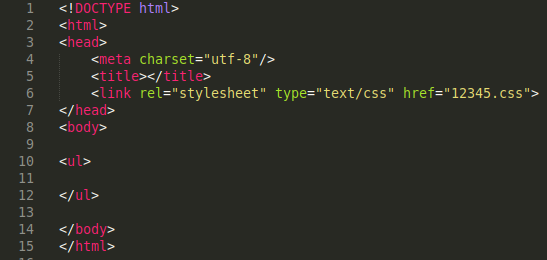 1 <!DOCTYPE html>
2 <html>
3 <head>
4 <meta charset="utf-8"/>
5 <title></title>
6 <link rel="stylesheet" type="text/css" href="12345.css">
7 </head>
8 <body>
9
10 <ul>
11
12 </ul>
13
14 </body>
15 </html>